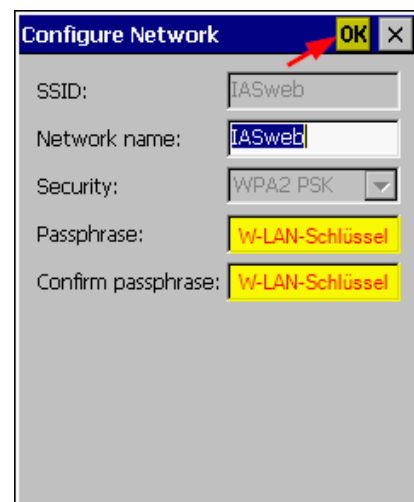 Configure Network OK ×
SSID: IASweb
Network name: IASweb
Security: WPA2 PSK
Passphrase: W-LAN-Schlüssel
Confirm passphrase: W-LAN-Schlüssel